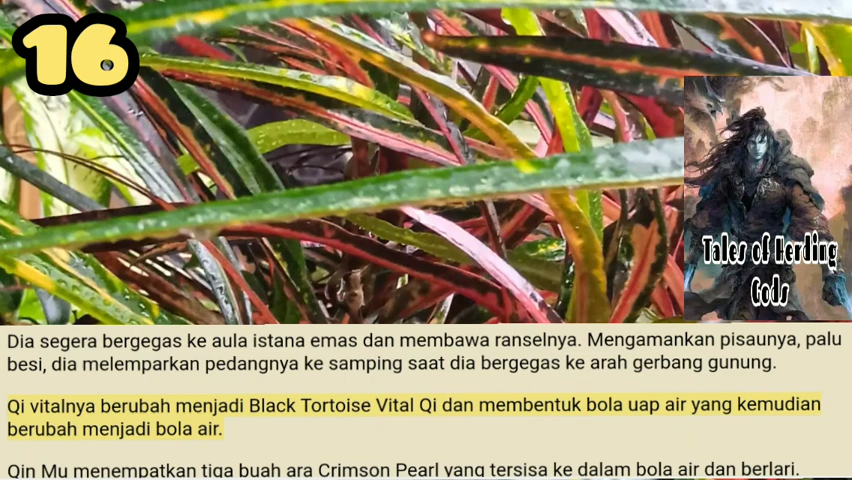 16
Tales of Herding
Gods
Dia segera bergegas ke aula istana emas dan membawa ranselnya. Mengamankan pisaunya, palu
besi, dia melemparkan pedangnya ke samping saat dia bergegas ke arah gerbang gunung.
Qi vitalnya berubah menjadi Black Tortoise Vital Qi dan membentuk bola uap air yang kemudian
berubah menjadi bola air.
Qin Mu menempatkan tiga buah ara Crimson Pearl yang tersisa ke dalam bola air dan berlari.